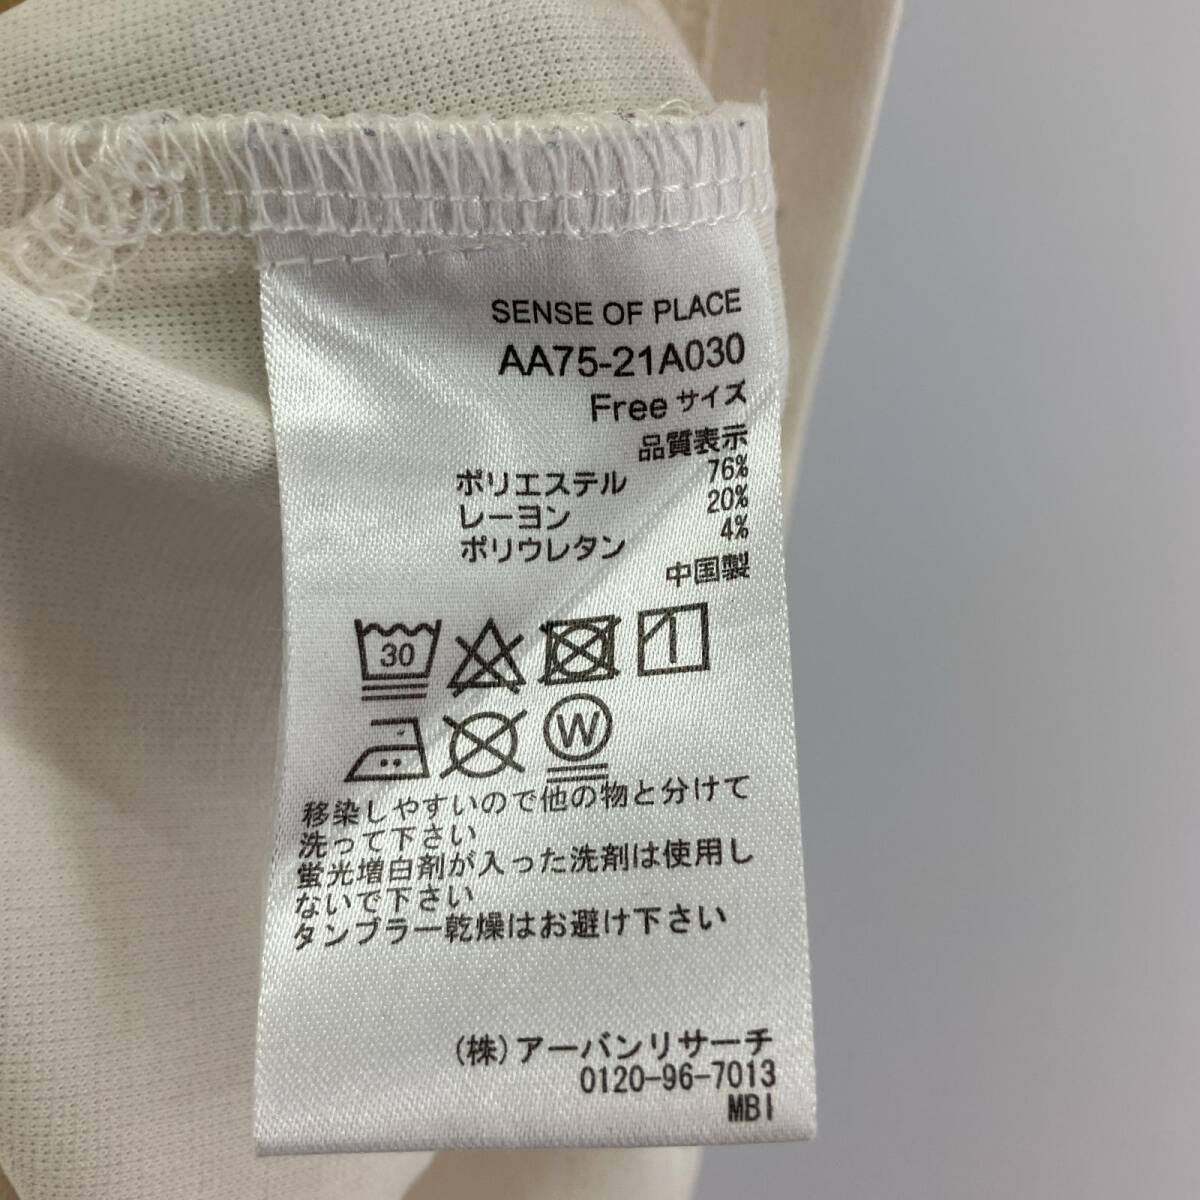 SENSE OF PLACE
AA75-21A030
Free サイズ
品質表示
ポリエステル 76%
レーヨン 20%
ポリウレタン 4%
中国製
30
W
移染しやすいので他の物と分けて
洗って下さい
蛍光増白剤が入った洗剤は使用し
ないで下さい
タンブラー乾燥はお避け下さい
(株)アーバンリサーチ
0120-96-7013
MBI